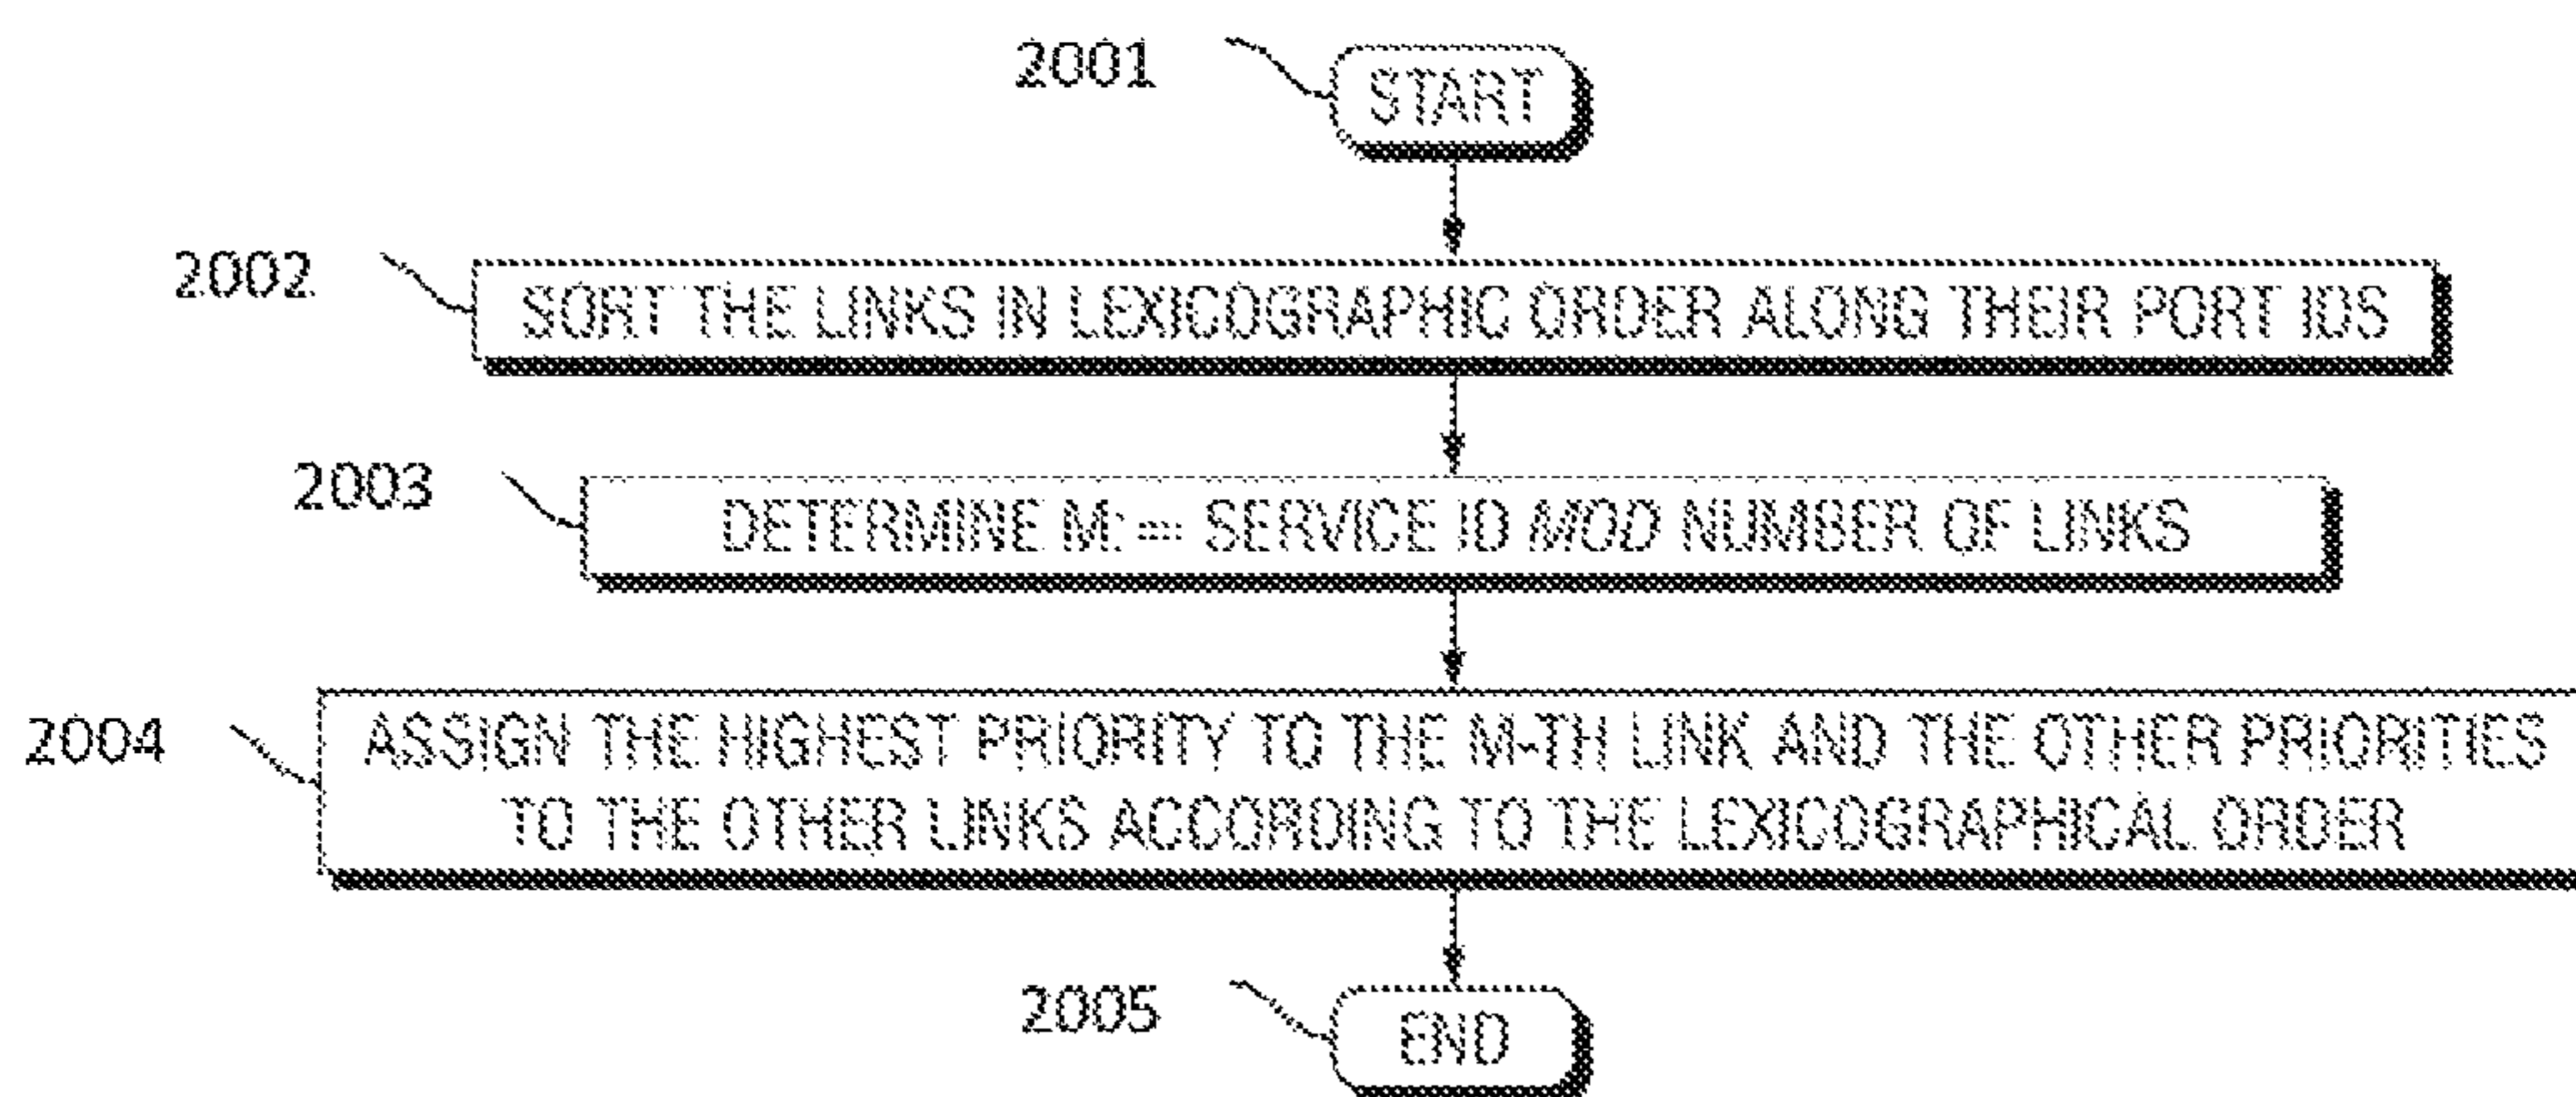 2001
START
2002
SORT THE LINKS IN LEXICOGRAPHIC ORDER ALONG THEIR PORT IDS
2003
DETERMINE M:= SERVICE ID MOD NUMBER OF LINKS
2004
ASSIGN THE HIGHEST PRIORITY TO THE M-TH LINK AND THE OTHER PRIORITIES
TO THE OTHER LINKS ACCORDING TO THE LEXICOGRAPHICAL ORDER
2005
END